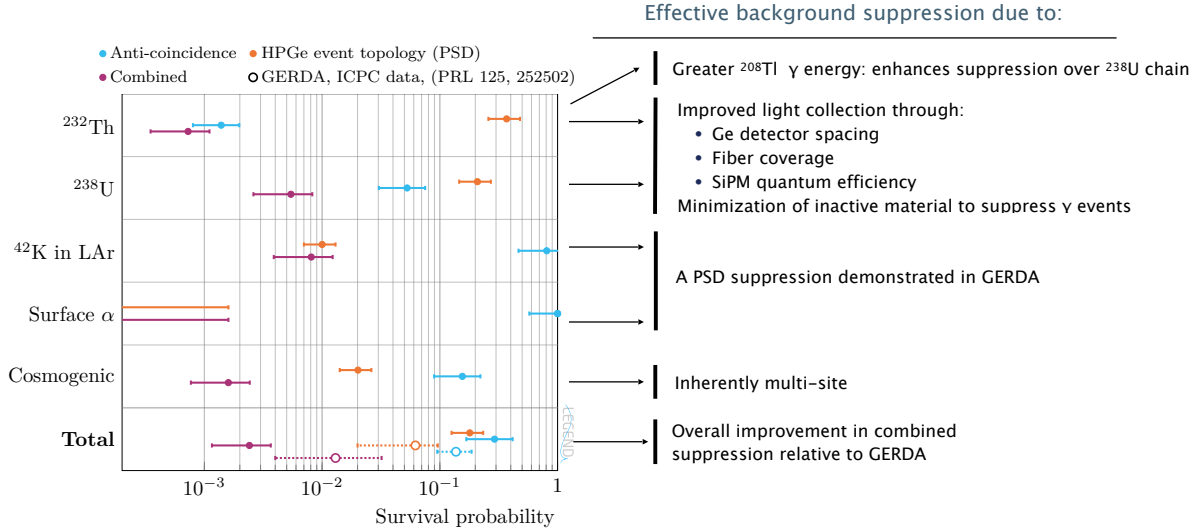 Effective background suppression due to:
• Anti-coincidence • HPGe event topology (PSD)
• Combined GERDA, ICPC data, (PRL 125, 252502)
Greater ²⁰⁸Tl γ energy: enhances suppression over ²³⁸U chain
²³²Th
Improved light collection through:
• Ge detector spacing
• Fiber coverage
²³⁸U
• SiPM quantum efficiency
Minimization of inactive material to suppress γ events
⁴²K in LAr
A PSD suppression demonstrated in GERDA
Surface α
Cosmogenic
Inherently multi-site
Total
LEGEND
Overall improvement in combined
suppression relative to GERDA
10⁻³ 10⁻² 10⁻¹ 1
Survival probability